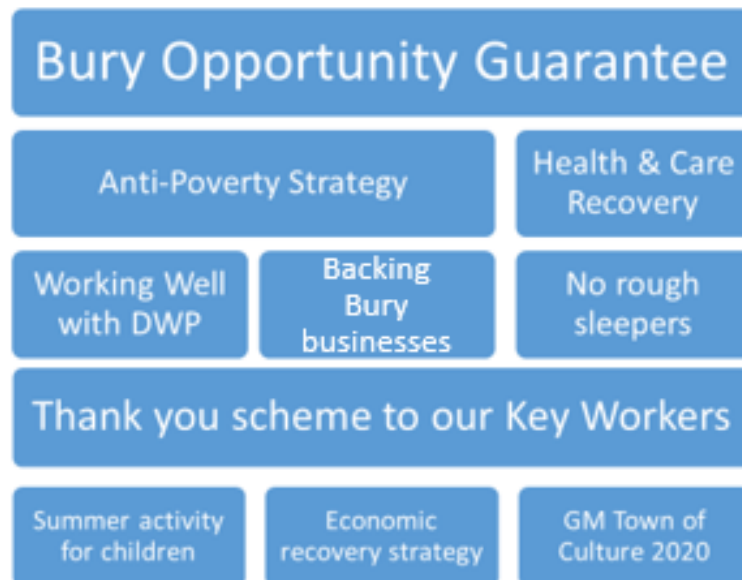 Bury Opportunity Guarantee
Anti-Poverty Strategy
Health & Care
Recovery
Working Well
with DWP
Backing
Bury
businesses
No rough
sleepers
Thank you scheme to our Key Workers
Summer activity
for children
Economic
recovery strategy
GM Town of
Culture 2020